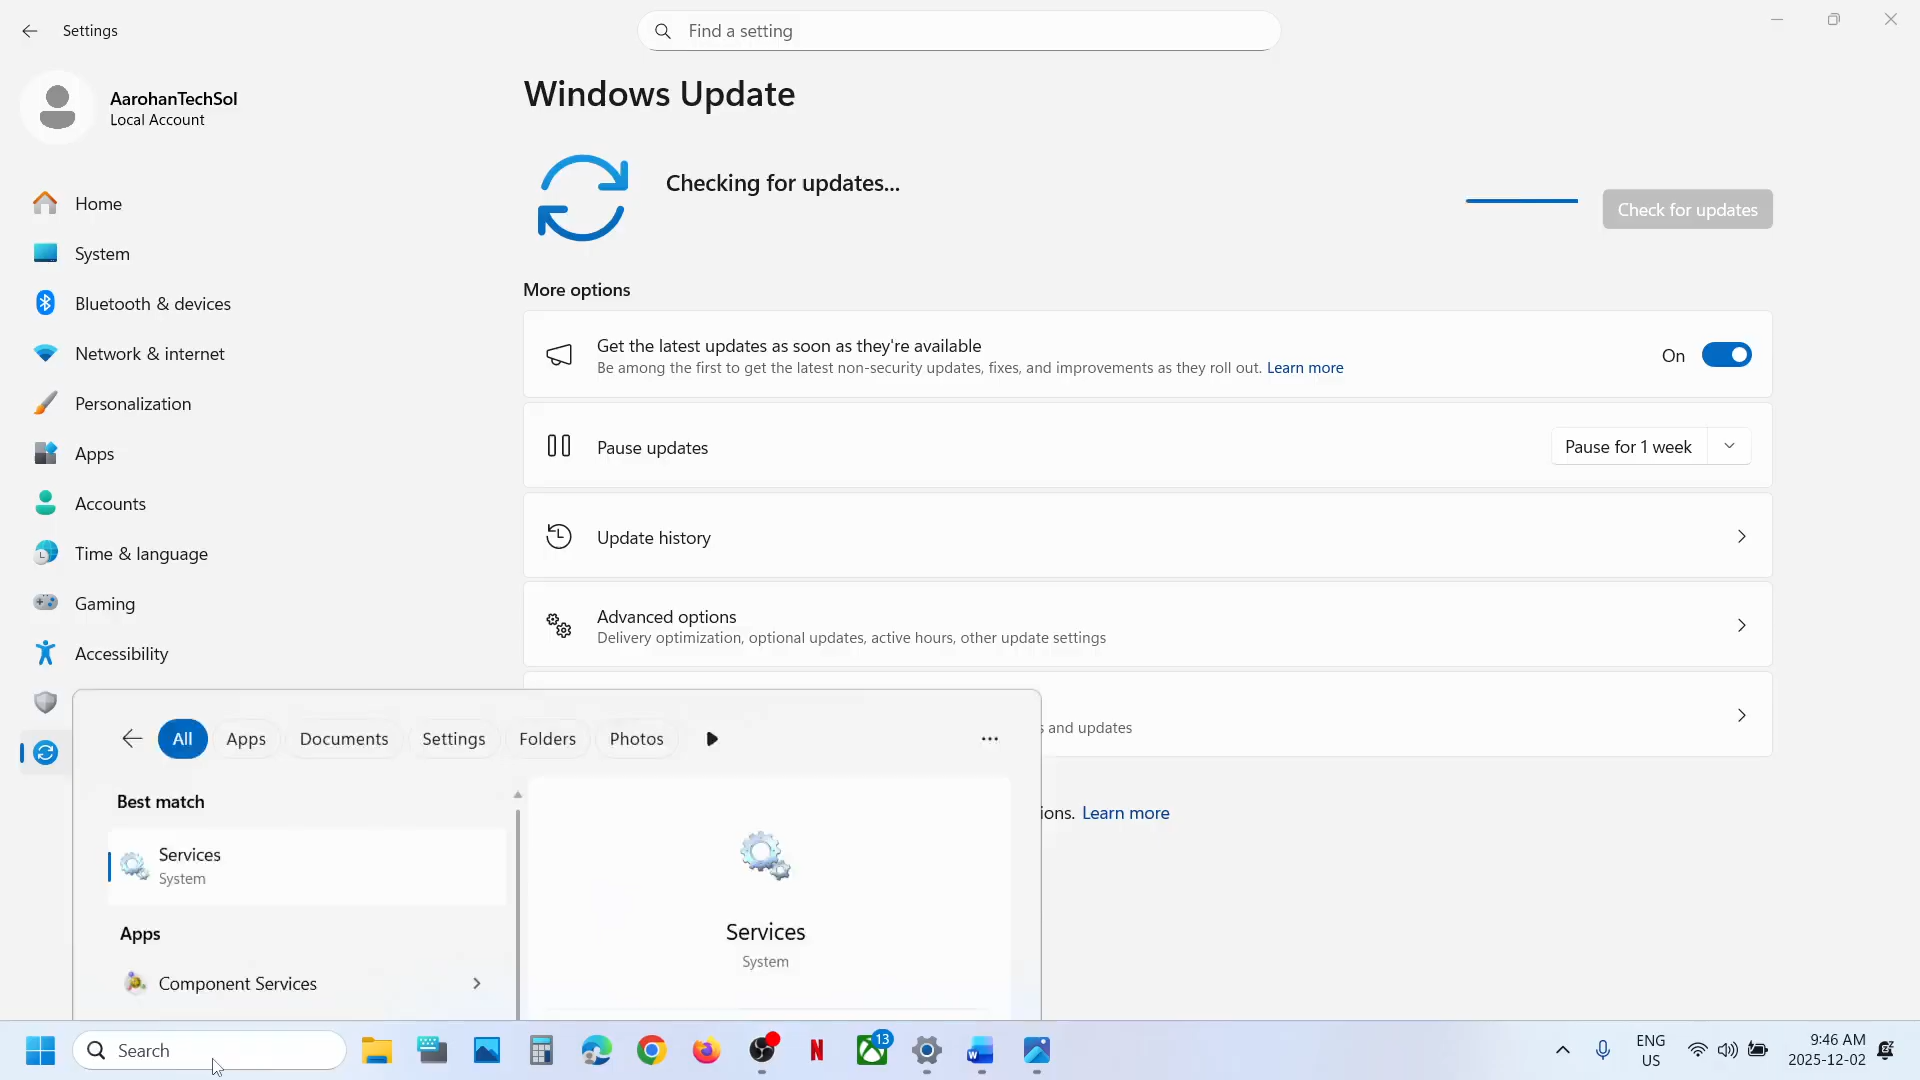 Settings
Find a setting
AarohanTechSol
Local Account
Windows Update
Checking for updates...
Check for updates
Home
System
Bluetooth & devices
Network & internet
Personalization
Apps
Accounts
Time & language
Gaming
Accessibility
More options
Get the latest updates as soon as they're available
Be among the first to get the latest non-security updates, fixes, and improvements as they roll out. Learn more
On
Pause updates
Pause for 1 week
Update history
Advanced options
Delivery optimization, optional updates, active hours, other update settings
and updates
Learn more
All
Apps
Documents
Settings
Folders
Photos
Best match
Services
System
Apps
Component Services
Services
System
Search
13
ENG
US
9:46 AM
2025-12-02